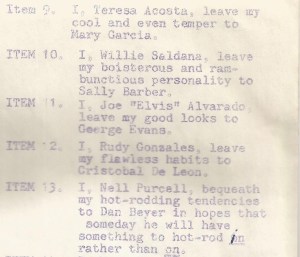 Item 9. I, Teresa Acosta, leave my
cool and even temper to
Mary Garcia.
ITEM 10. I, Willie Saldana, leave
my boisterous and ram-
bunctious personality to
Sally Barber.
ITEM 11. I, Joe "Elvis" Alvarado
leave my good looks to
George Evans.
ITEM 12. I, Rudy Gonzales, leave
my flawless habits to
Cristobal De Leon.
ITEM 13. I, Nell Purcell, bequeath
my hot-rodding tendencies
to Dan Beyer in hopes that
someday he will have
something to hot-rod in
rather than on.